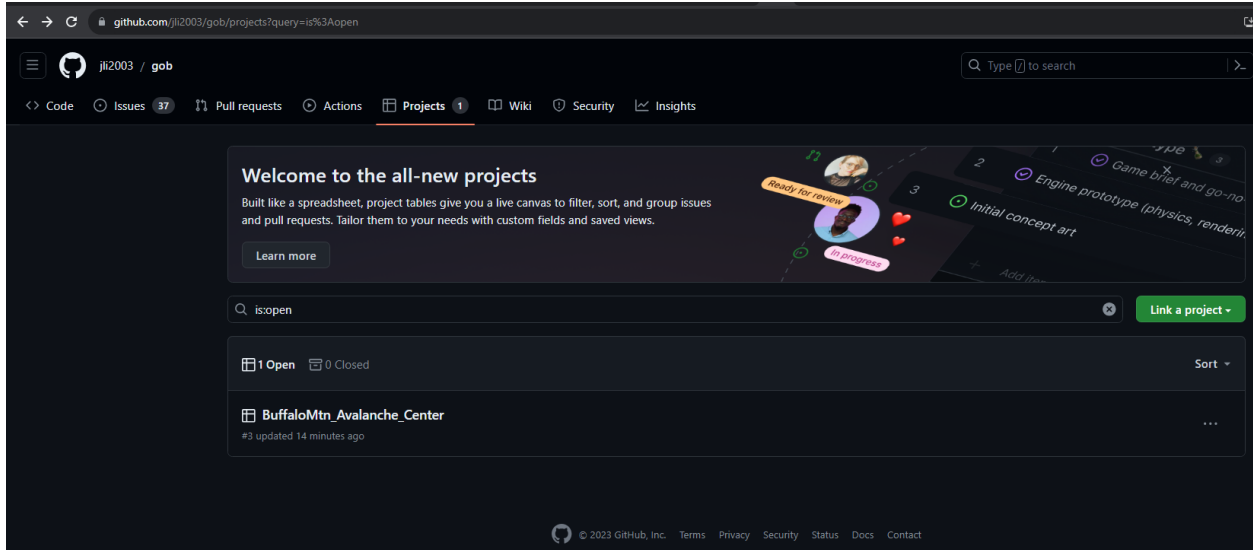 github.com/jli2003/gob/projects?query=is%3Aopen
jli2003 / gob
Type / to search
<> Code Issues 37 Pull requests Actions Projects 1 Wiki Security Insights
Welcome to the all-new projects
Built like a spreadsheet, project tables give you a live canvas to filter, sort, and group issues
and pull requests. Tailor them to your needs with custom fields and saved views.
Learn more
Ready for review
In progress
1
2
3
3
Game brief and go-no
Engine prototype (physics, renderin
Initial concept art
+ Add item
is:open
Link a project
1 Open 0 Closed
Sort
BuffaloMtn_Avalanche_Center
#3 updated 14 minutes ago
© 2023 GitHub, Inc. Terms Privacy Security Status Docs Contact